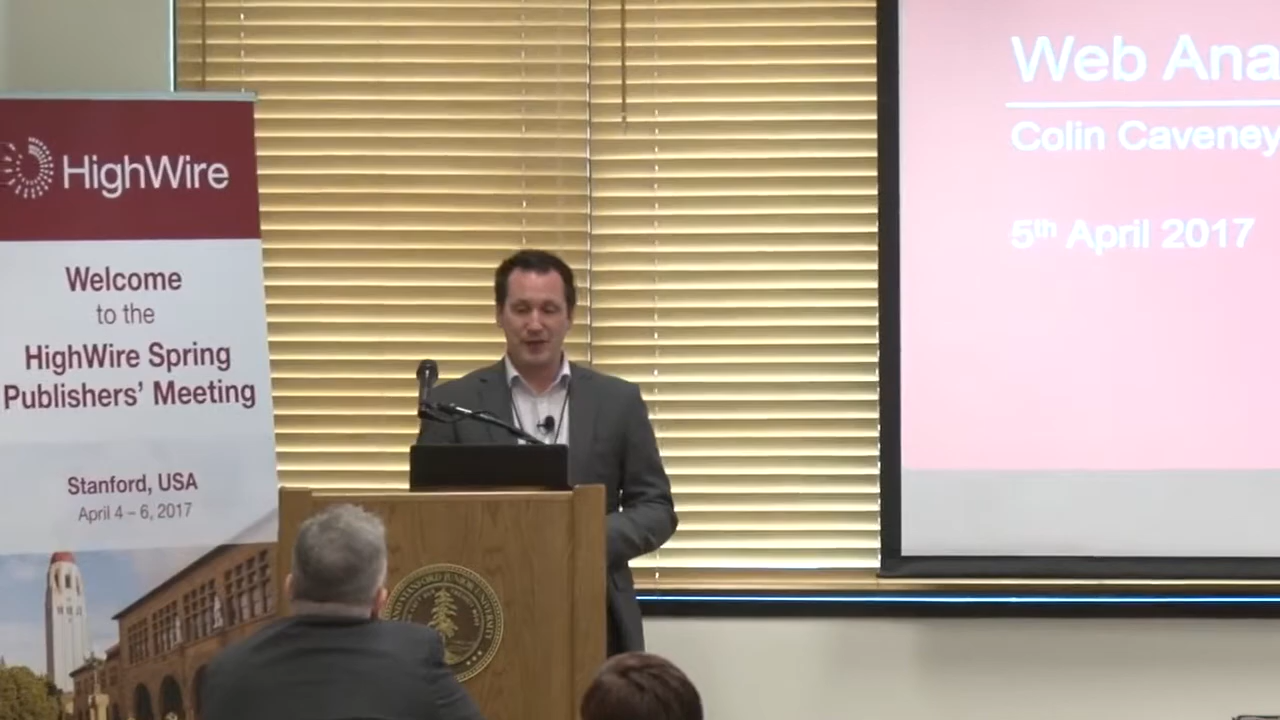 HighWire
Welcome
to the
HighWire Spring
Publishers’ Meeting
Stanford, USA
April 4 – 6, 2017
Web Ana
Colin Caveney
5th April 2017